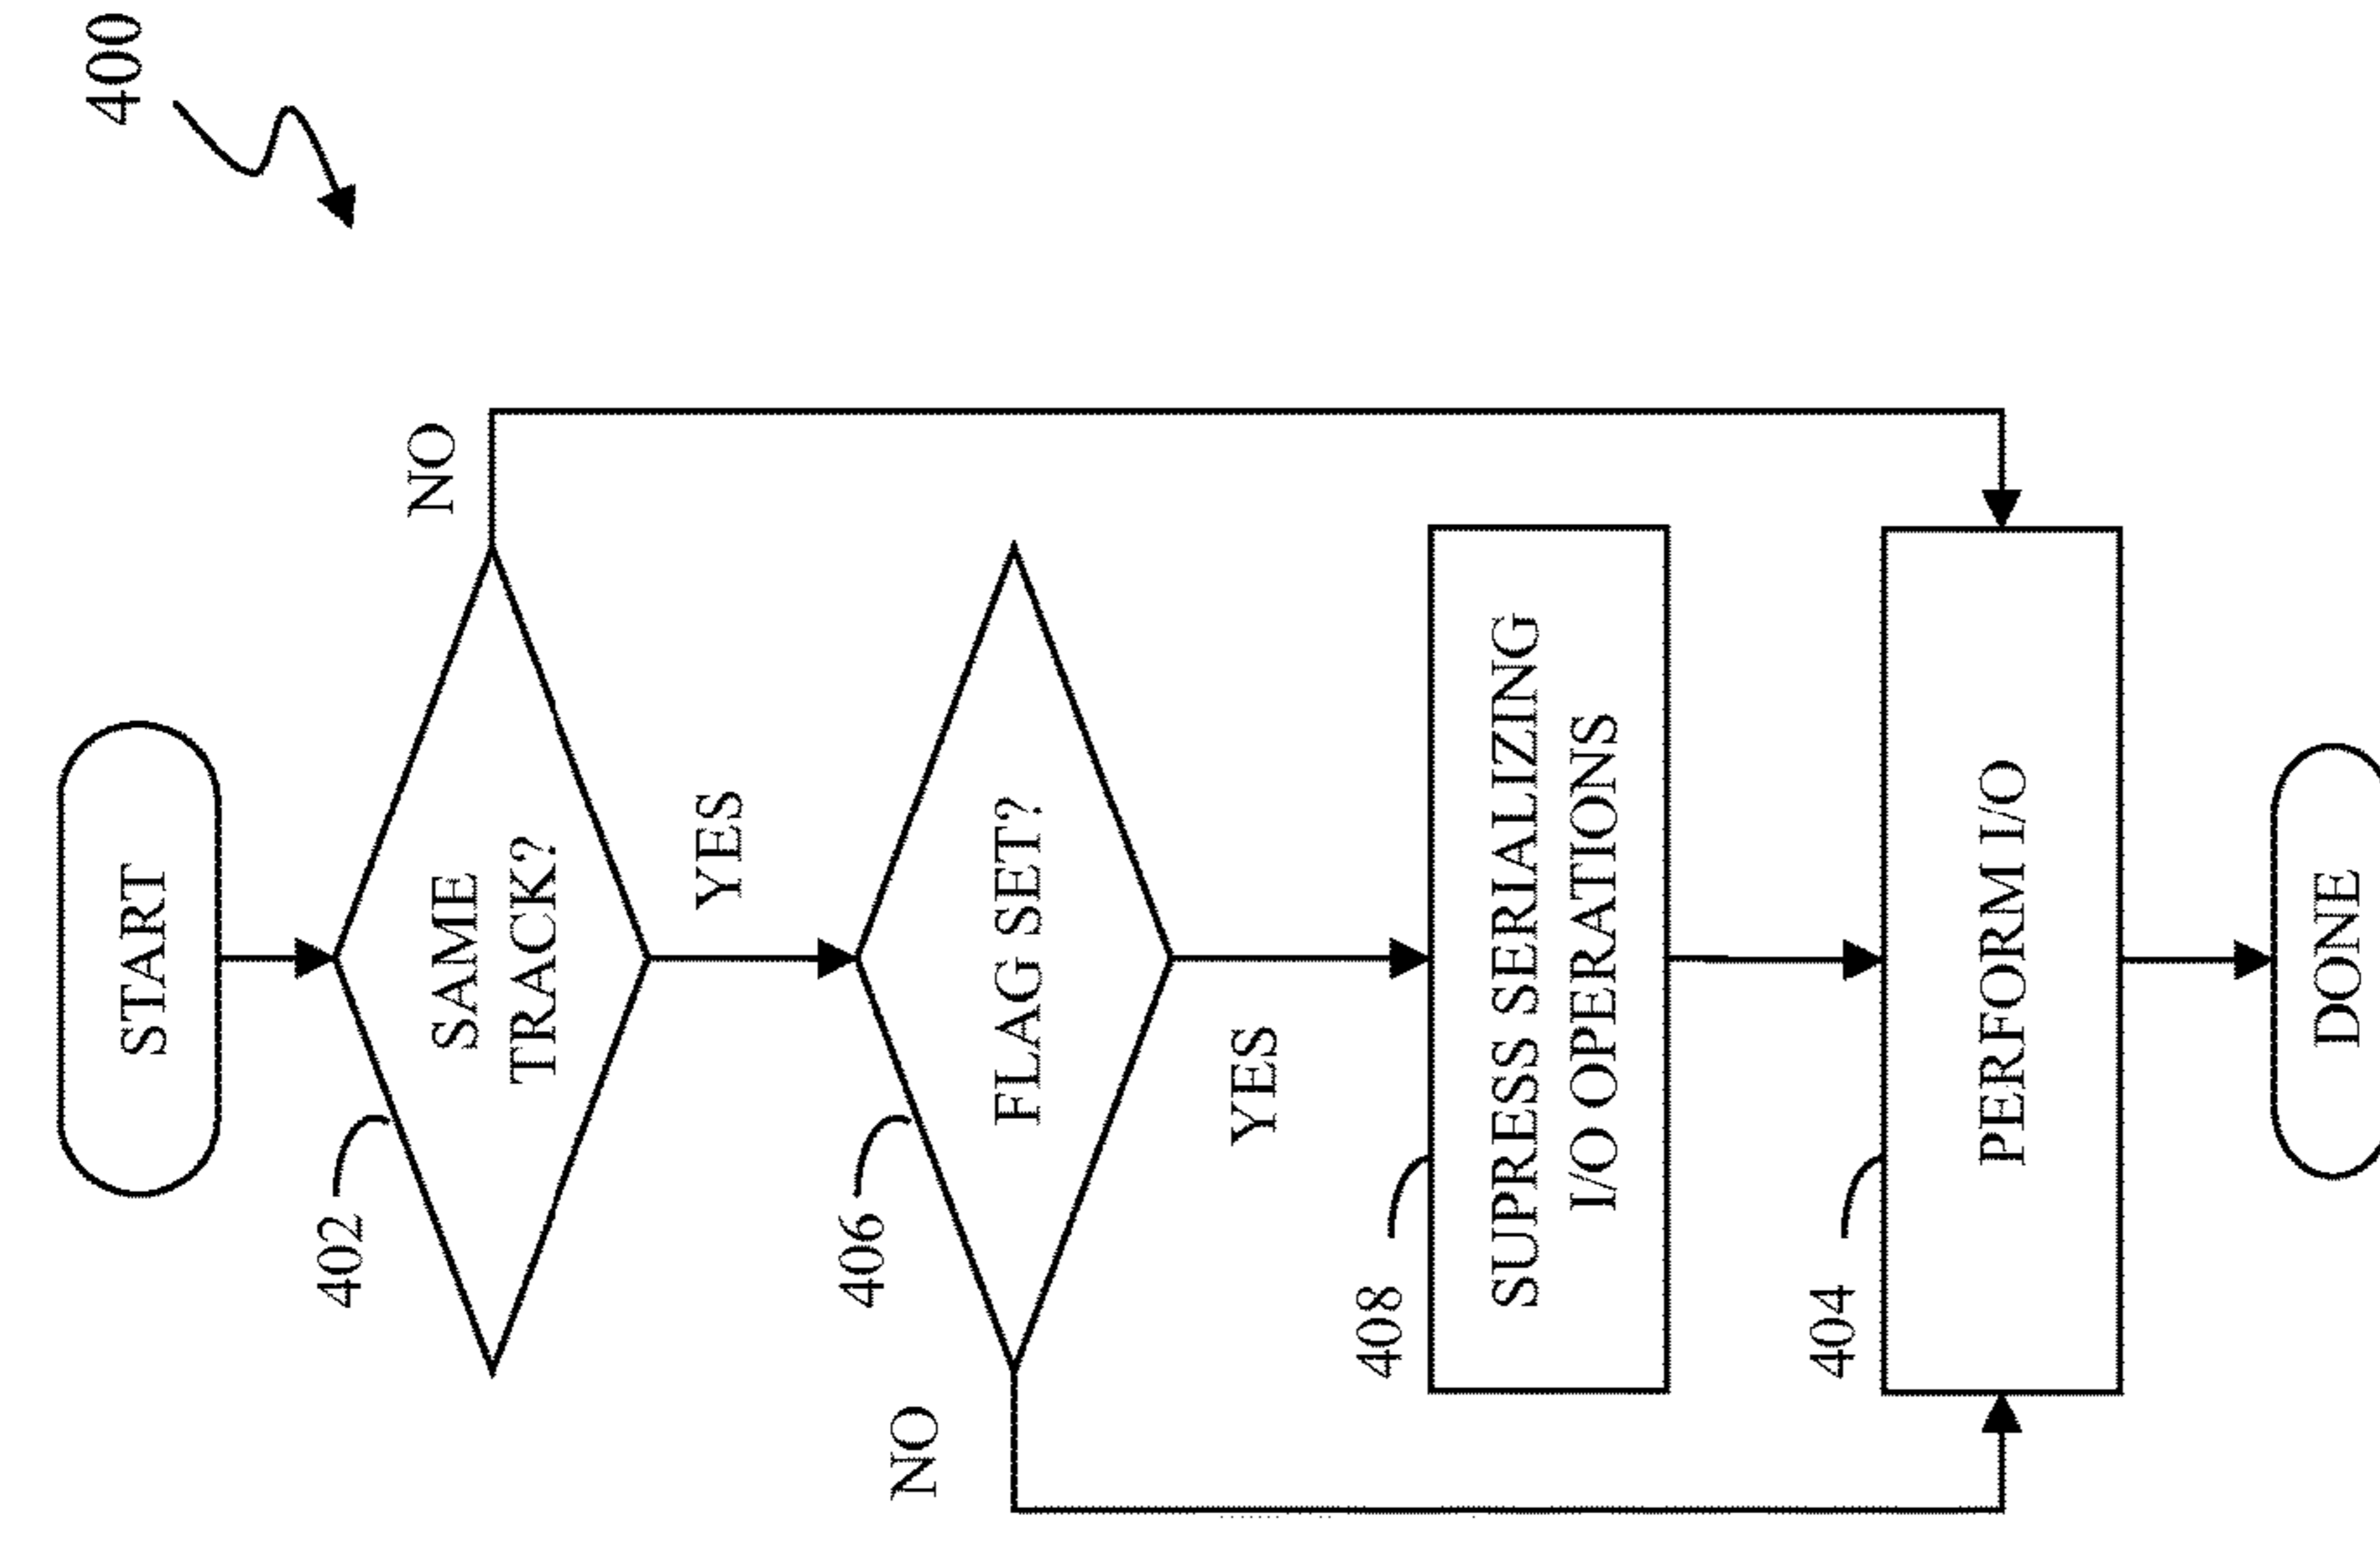 400
START
402
SAME
TRACK?
NO
YES
406
FLAG SET?
NO
YES
408
SUPRESS SERIALIZING
I/O OPERATIONS
404
PERFORM I/O
DONE